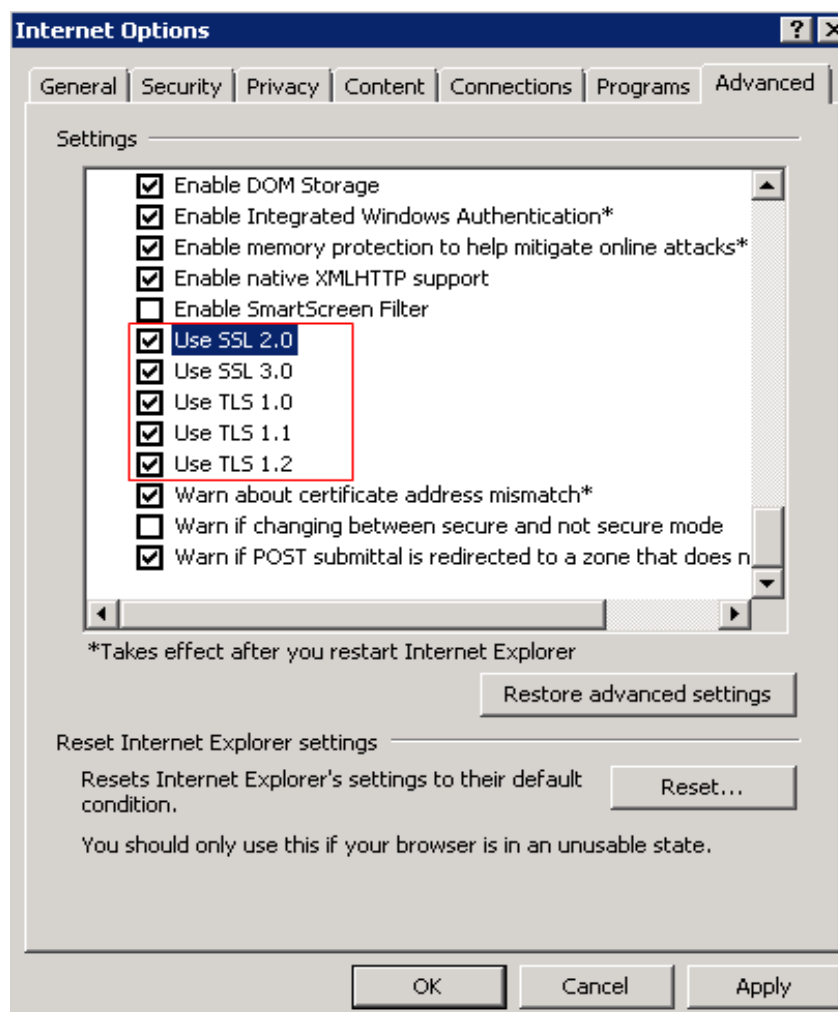 Internet Options
General Security Privacy Content Connections Programs Advanced
Settings
Enable DOM Storage
Enable Integrated Windows Authentication*
Enable memory protection to help mitigate online attacks*
Enable native XMLHTTP support
Enable SmartScreen Filter
Use SSL 2.0
Use SSL 3.0
Use TLS 1.0
Use TLS 1.1
Use TLS 1.2
Warn about certificate address mismatch*
Warn if changing between secure and not secure mode
Warn if POST submittal is redirected to a zone that does n
*Takes effect after you restart Internet Explorer
Restore advanced settings
Reset Internet Explorer settings
Resets Internet Explorer's settings to their default
condition.
Reset...
You should only use this if your browser is in an unusable state.
OK Cancel Apply